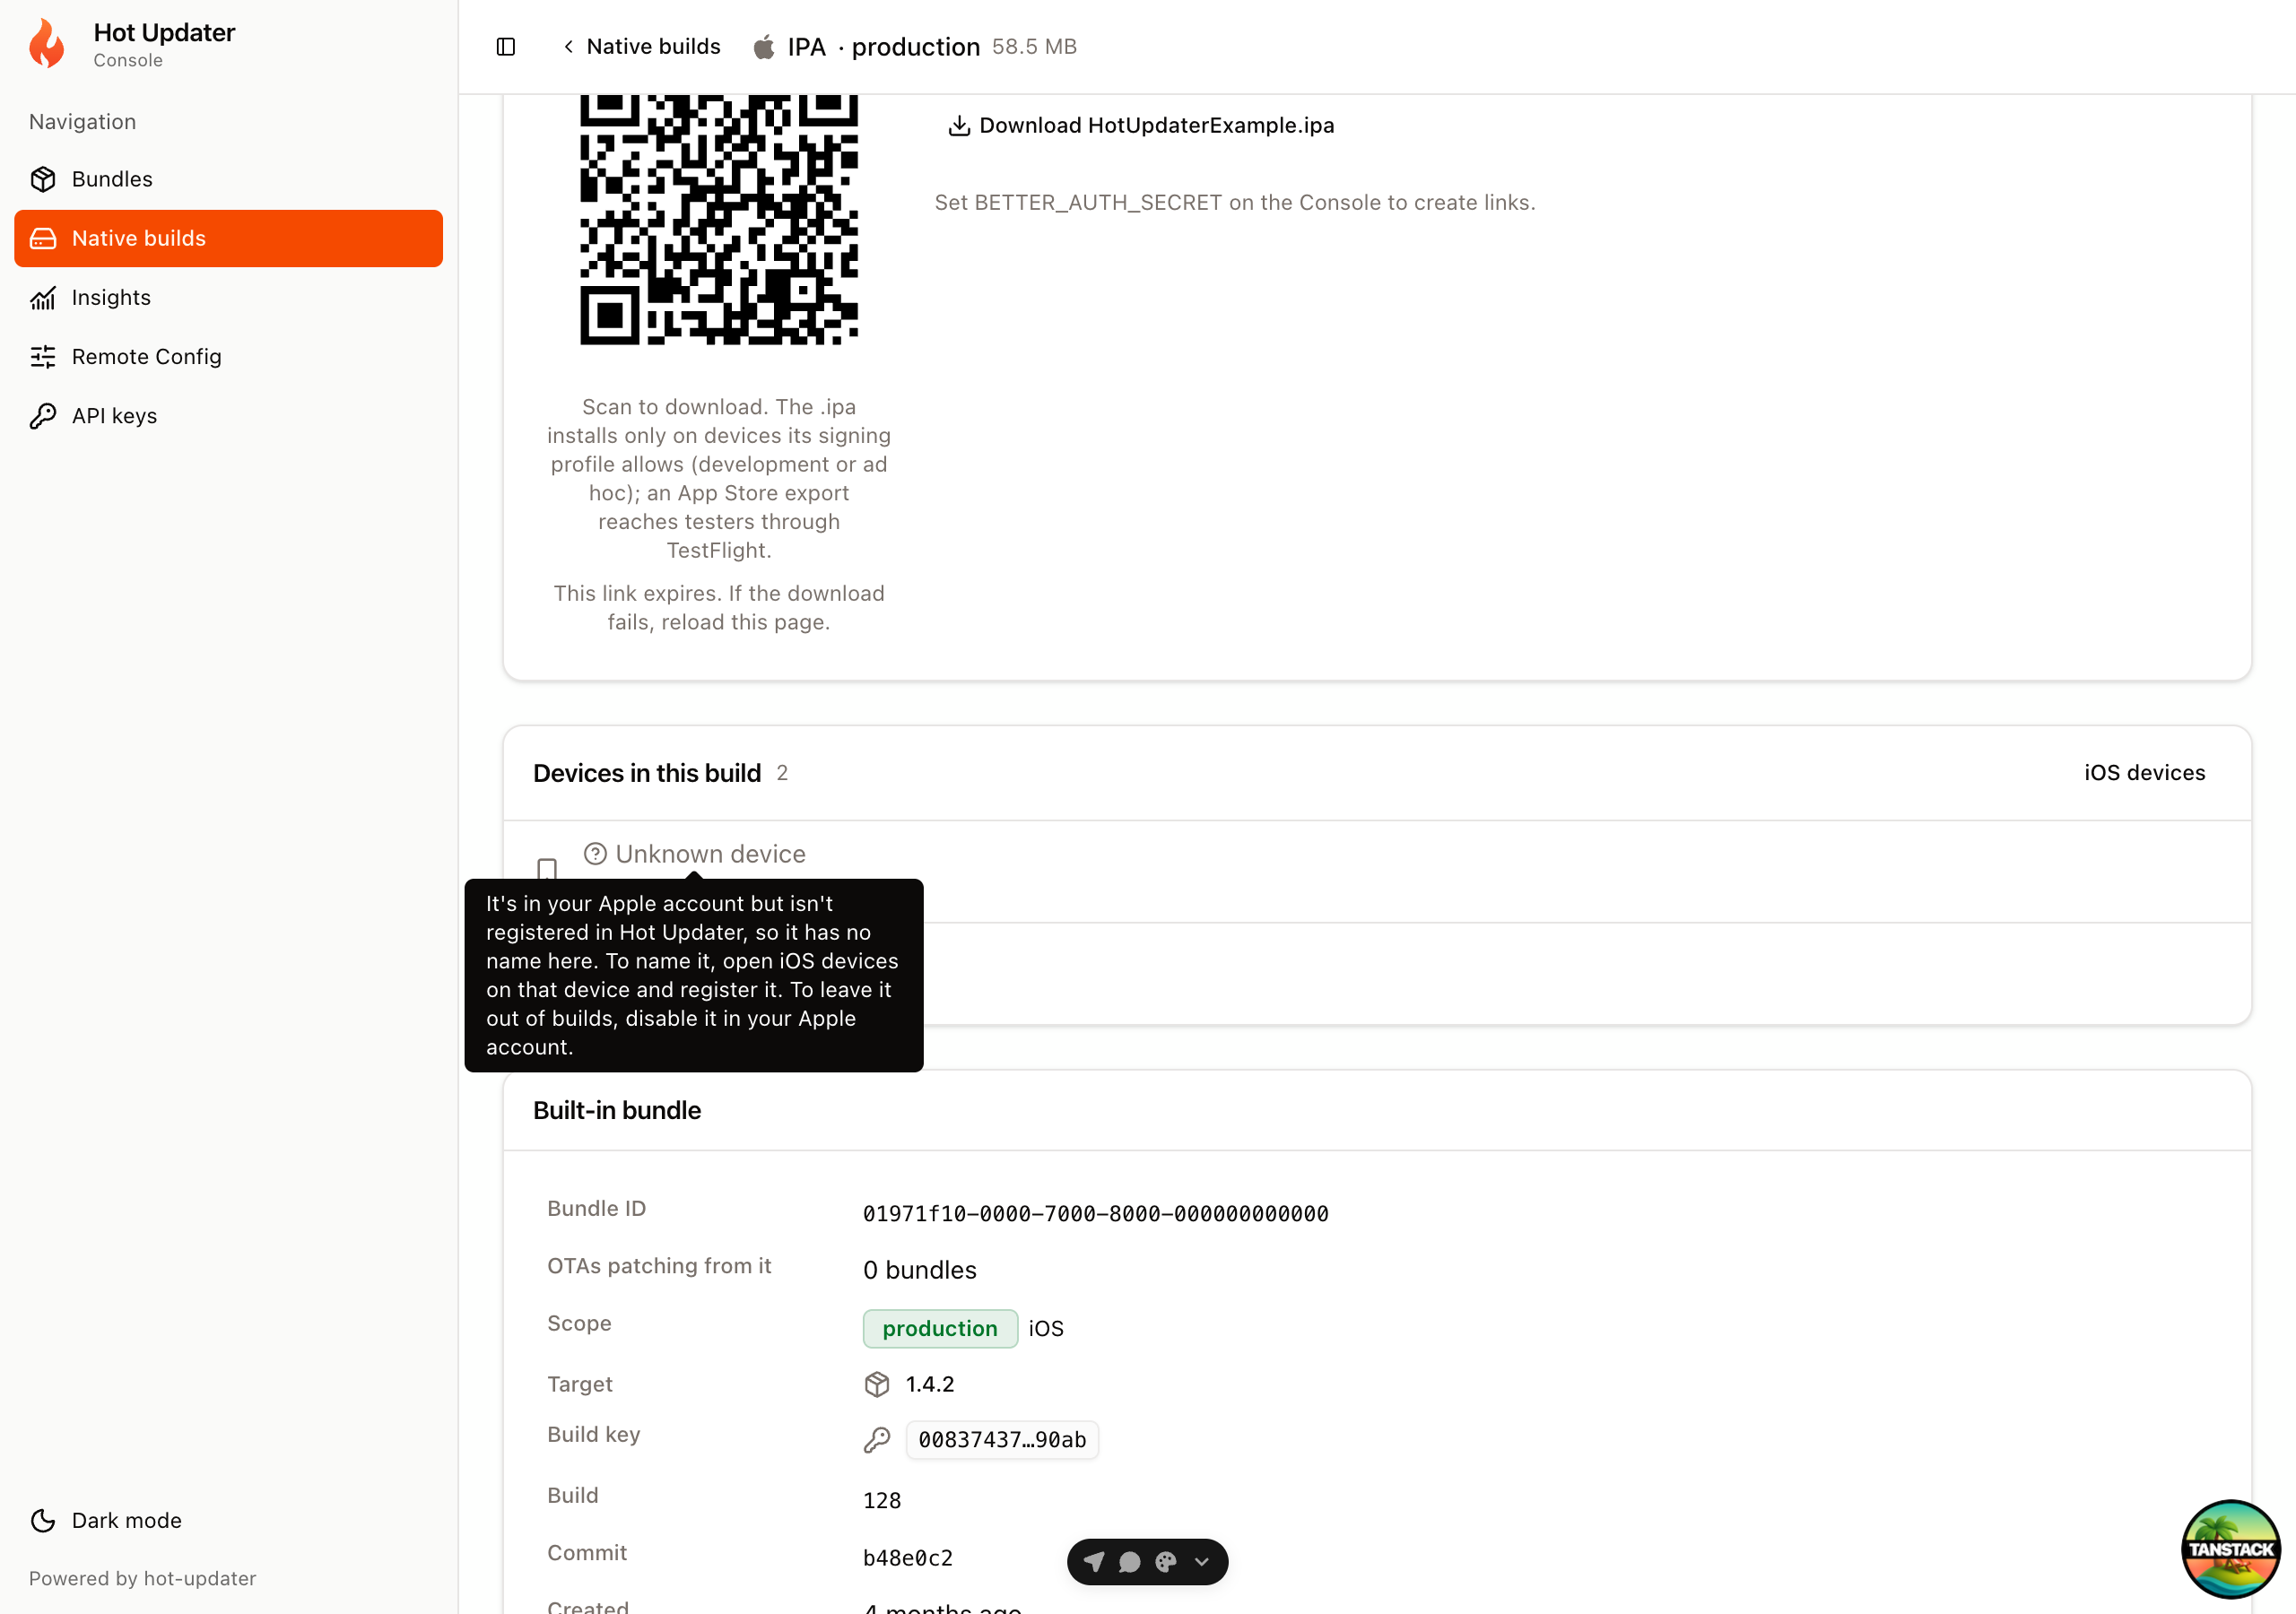 Hot Updater
Console
Navigation
Bundles
Native builds
Insights
Remote Config
API keys
Dark mode
Powered by hot-updater
Native builds
IPA · production 58.5 MB
Download HotUpdaterExample.ipa
Set BETTER_AUTH_SECRET on the Console to create links.
Scan to download. The .ipa
installs only on devices its signing
profile allows (development or ad
hoc); an App Store export
reaches testers through
TestFlight.
This link expires. If the download
fails, reload this page.
Devices in this build 2
iOS devices
Unknown device
It's in your Apple account but isn't
registered in Hot Updater, so it has no
name here. To name it, open iOS devices
on that device and register it. To leave it
out of builds, disable it in your Apple
account.
Built-in bundle
Bundle ID 01971f10-0000-7000-8000-000000000000
OTAs patching from it 0 bundles
Scope production iOS
Target 1.4.2
Build key 00837437…90ab
Build 128
Commit b48e0c2
Created 4 months ago
TANSTACK